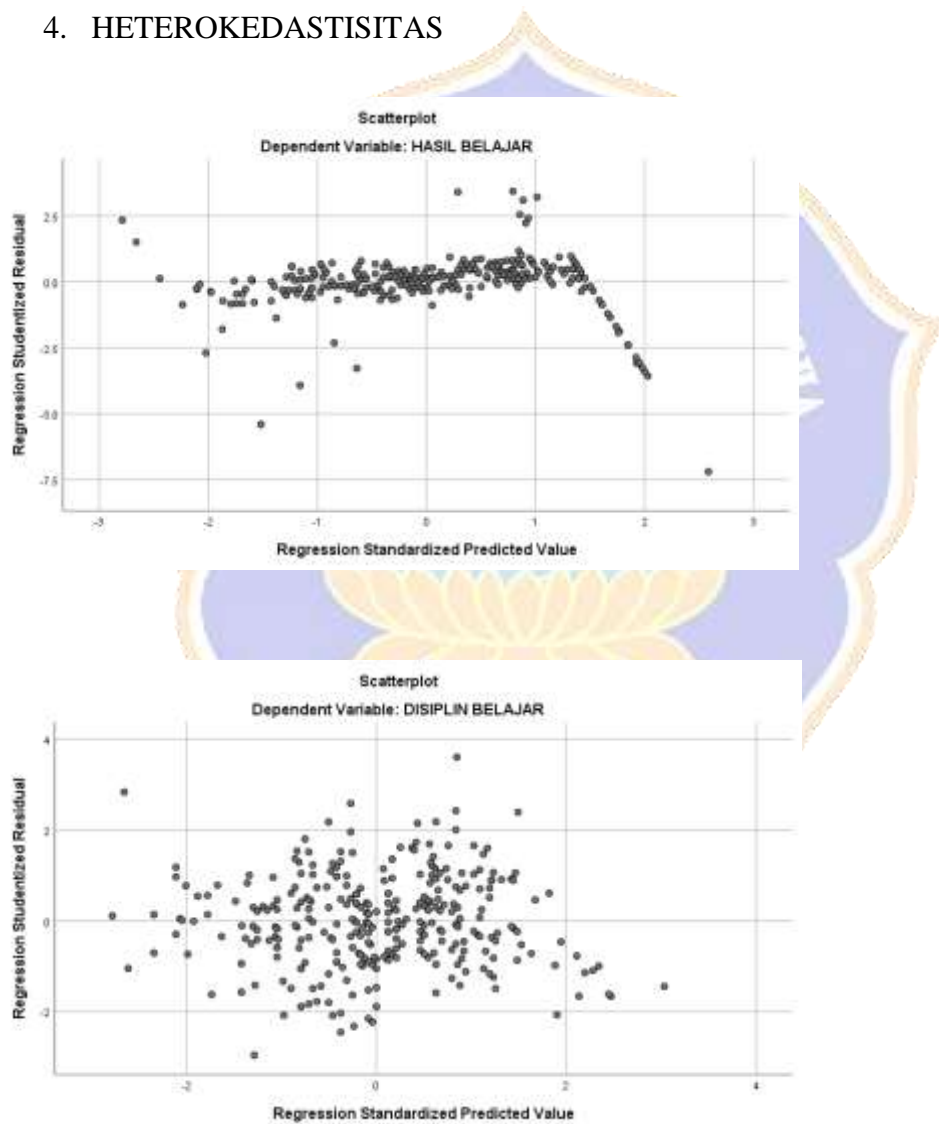 4. HETEROKEDASTISITAS
Scatterplot
Dependent Variable: HASIL BELAJAR
Regression Studentized Residual
2.5
0.0
-2.5
-5.0
-7.5
-3 -2 -1 0 1 2 3
Regression Standardized Predicted Value
Scatterplot
Dependent Variable: DISIPLIN BELAJAR
Regression Studentized Residual
4
2
0
-2
-2 0 2 4
Regression Standardized Predicted Value